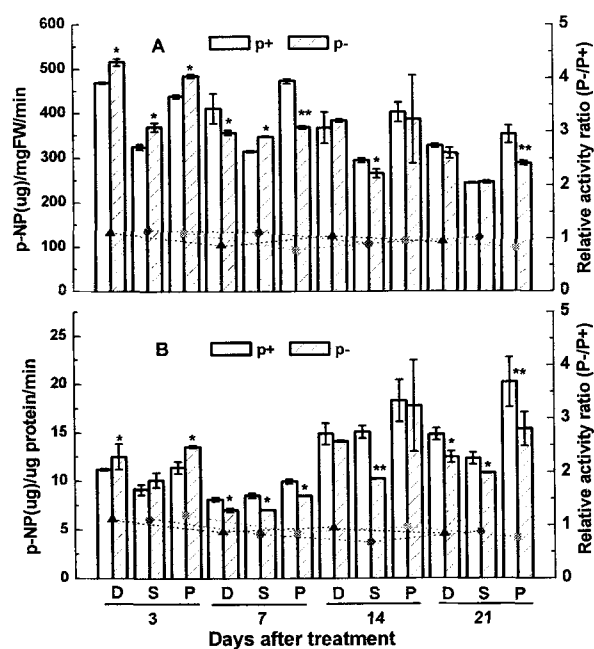 A
p+ p-
p-NP(ug)/mgFW/min
600
500
400
300
200
100
00
Relative activity ratio (P-/P+)
5
4
3
2
1
0
* * * * * ** * **
B
p+ p-
p-NP(ug)/ug protein/min
25
20
15
10
5
0
Relative activity ratio (P-/P+)
5
4
3
2
1
0
* * * * * ** * * **
D S P D S P D S P D S P
3 7 14 21
Days after treatment